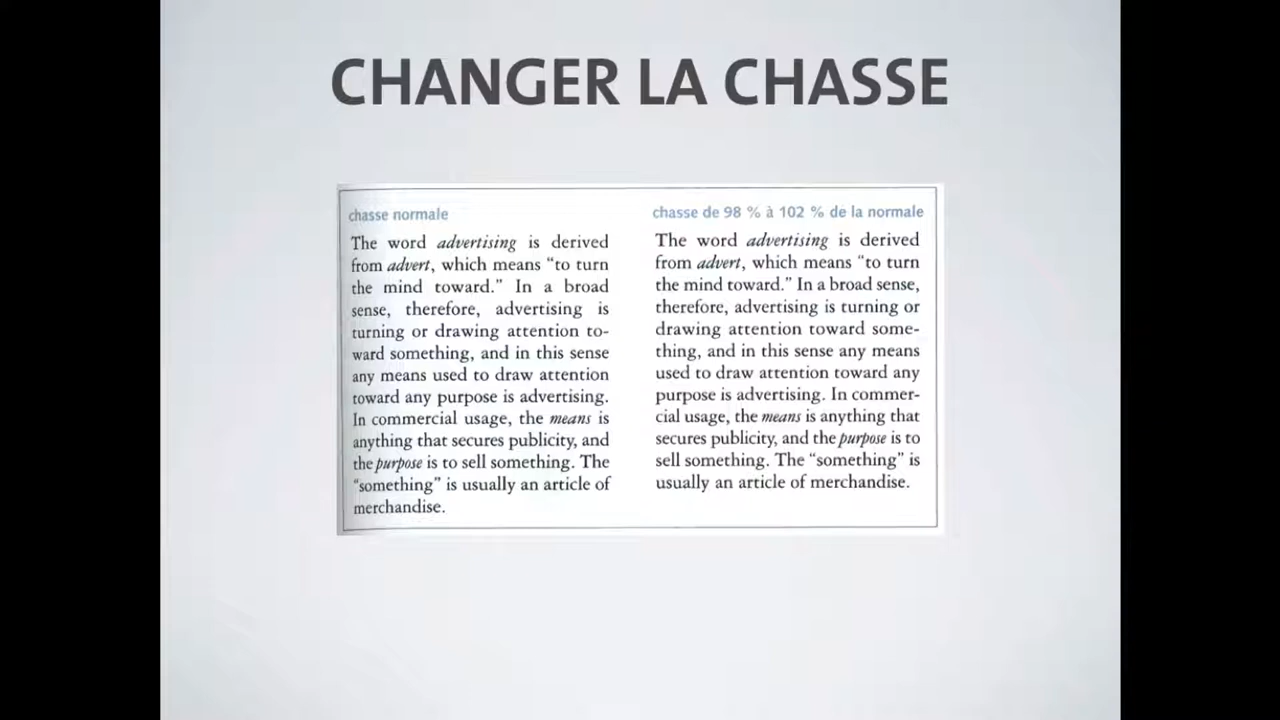 CHANGER LA CHASSE
chasse normale
The word advertising is derived
from advert, which means “to turn
the mind toward.” In a broad
sense, therefore, advertising is
turning or drawing attention to-
ward something, and in this sense
any means used to draw attention
toward any purpose is advertising.
In commercial usage, the means is
anything that secures publicity, and
the purpose is to sell something. The
“something” is usually an article of
merchandise.
chasse de 98 % à 102 % de la normale
The word advertising is derived
from advert, which means “to turn
the mind toward.” In a broad sense,
therefore, advertising is turning or
drawing attention toward some-
thing, and in this sense any means
used to draw attention toward any
purpose is advertising. In commer-
cial usage, the means is anything that
secures publicity, and the purpose is to
sell something. The “something” is
usually an article of merchandise.